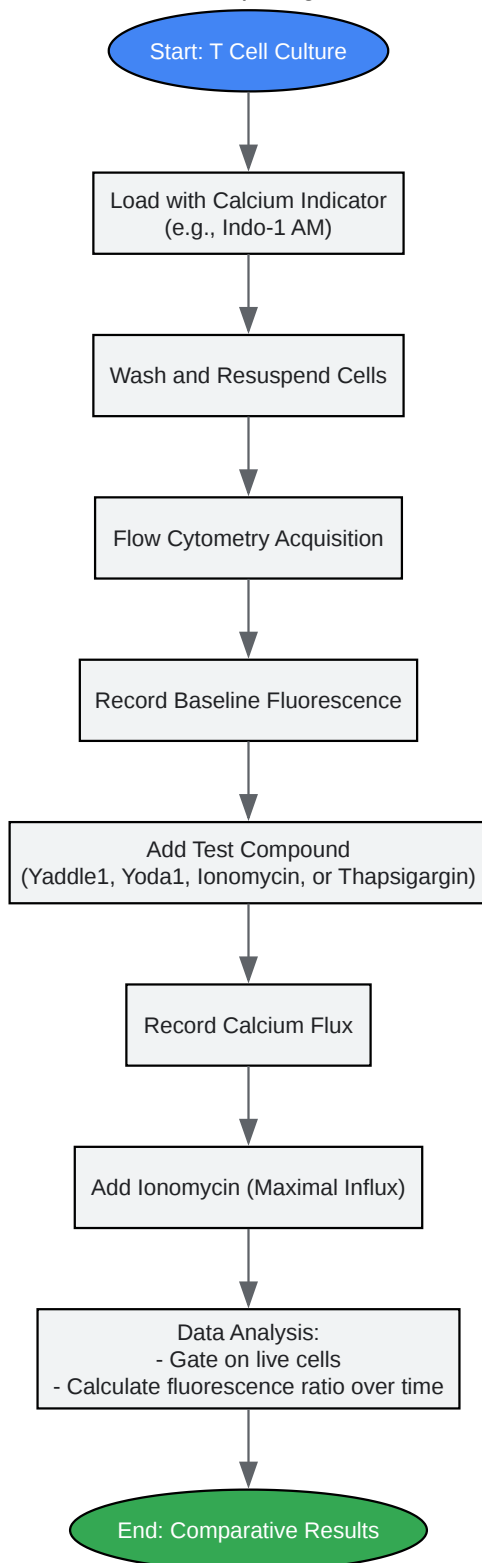 Start: T Cell Culture
Load with Calcium Indicator
(e.g., Indo-1 AM)
Wash and Resuspend Cells
Flow Cytometry Acquisition
Record Baseline Fluorescence
Add Test Compound
(Yaddle1, Yoda1, Ionomycin, or Thapsigargin)
Record Calcium Flux
Add Ionomycin (Maximal Influx)
Data Analysis:
- Gate on live cells
- Calculate fluorescence ratio over time
End: Comparative Results